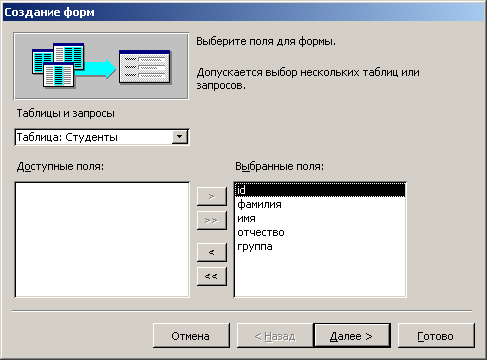 Создание форм
Выберите поля для формы.
Допускается выбор нескольких таблиц или
запросов.
Таблицы и запросы
Таблица: Студенты
Доступные поля:
Выбранные поля:
>
>>
<
<<
id
фамилия
имя
отчество
группа
Отмена
< Назад
Далее >
Готово